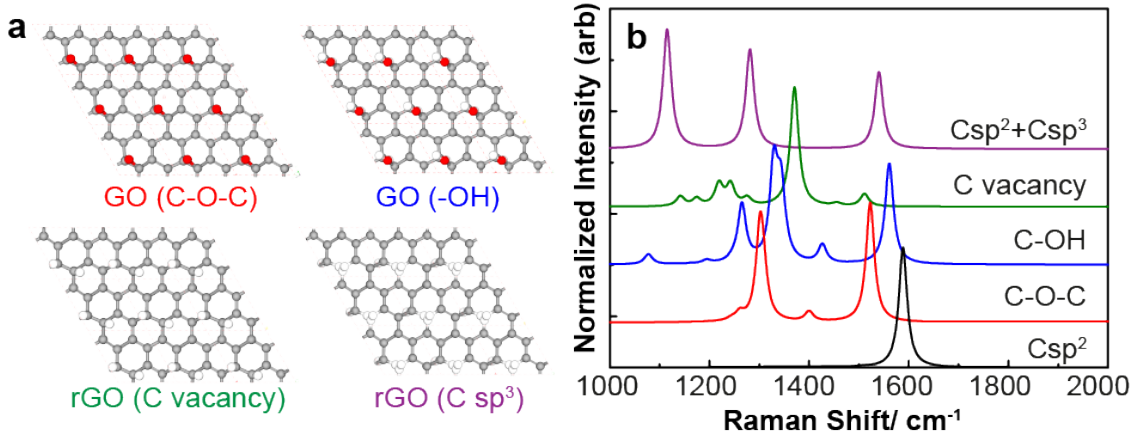 a
GO (C-O-C)
GO (-OH)
rGO (C vacancy)
rGO (C sp³)
b
Normalized Intensity (arb)
Csp²+Csp³
C vacancy
C-OH
C-O-C
Csp²
1000 1200 1400 1600 1800 2000
Raman Shift/ cm⁻¹